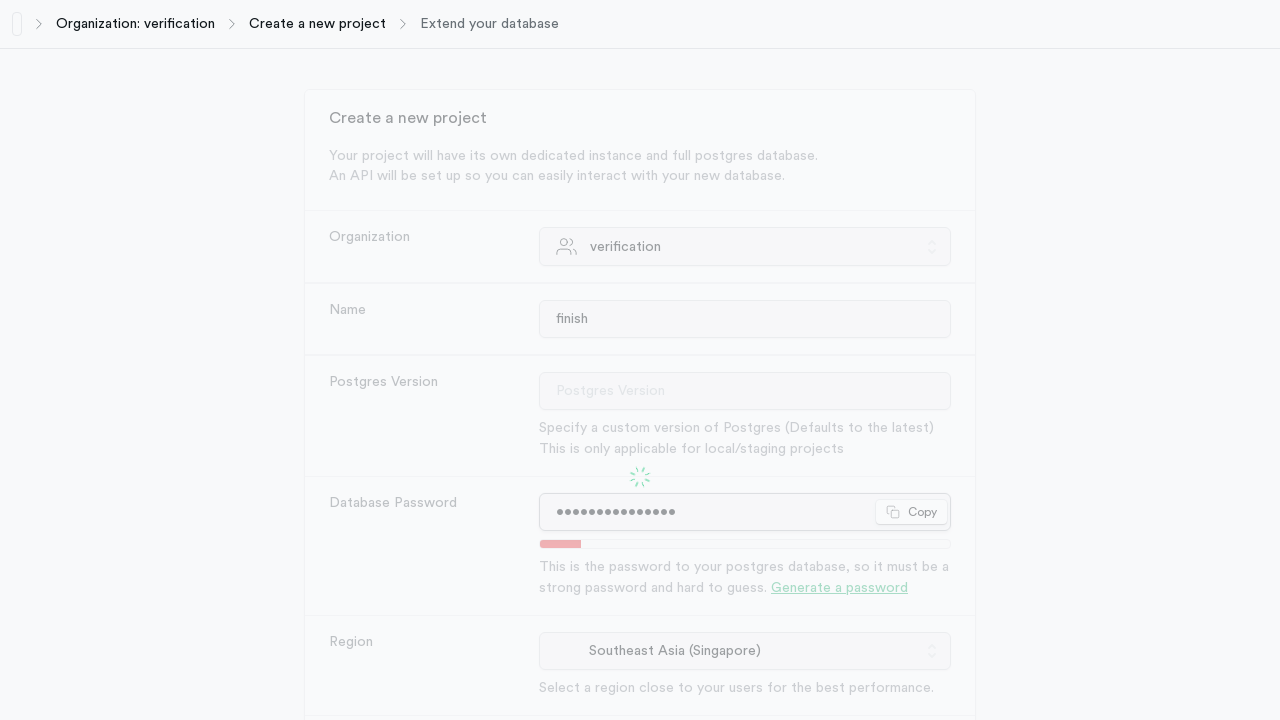 Organization: verification
Create a new project
Extend your database
Create a new project
Your project will have its own dedicated instance and full postgres database.
An API will be set up so you can easily interact with your new database.
Organization
verification
Name
finish
Postgres Version
Postgres Version
Specify a custom version of Postgres (Defaults to the latest)
This is only applicable for local/staging projects
Database Password
•••••••••••••••
Copy
This is the password to your postgres database, so it must be a
strong password and hard to guess. Generate a password
Region
Southeast Asia (Singapore)
Select a region close to your users for the best performance.